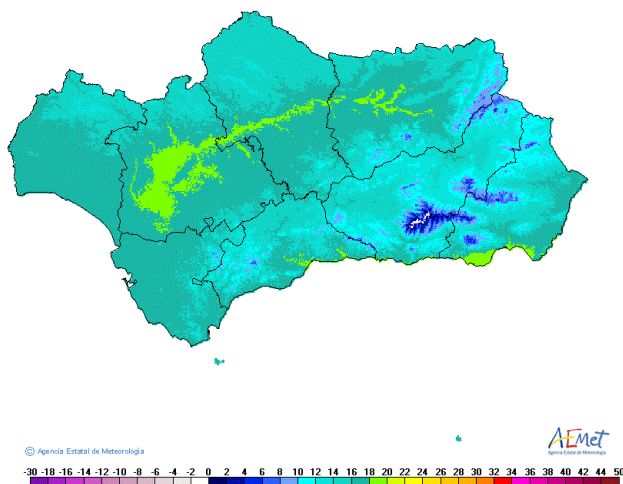 AEmet
Agencia Estatal de Meteorología
© Agencia Estatal de Meteorología
-30 -18 -16 -14 -12 -10 -8 -6 -4 -2 0 2 4 6 8 10 12 14 16 18 20 22 24 26 28 30 32 34 36 38 40 42 44 50